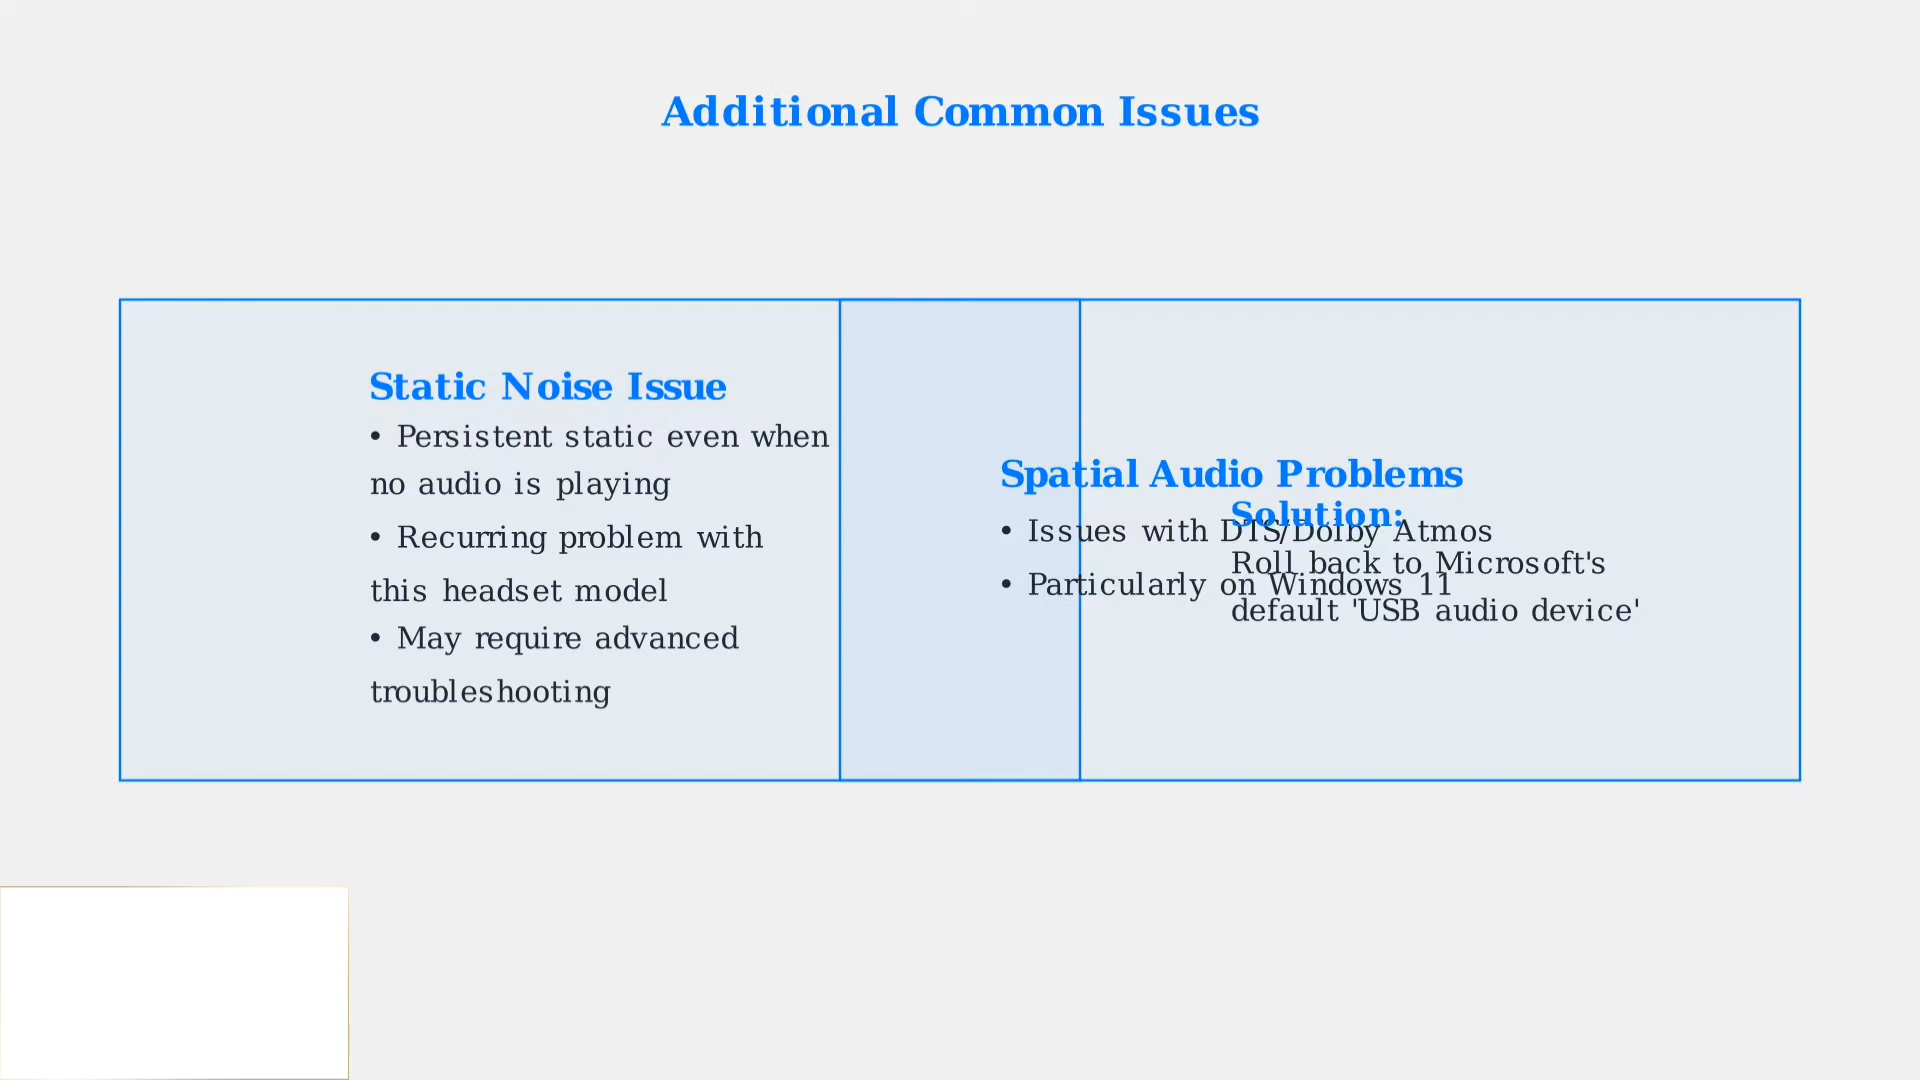 Additional Common Issues
Static Noise Issue
• Persistent static even when
no audio is playing
• Recurring problem with
this headset model
• May require advanced
troubleshooting
Spatial Audio Problems
• Issues with DTS/Dolby Atmos
• Particularly on Windows 11
Solution:
Roll back to Microsoft's
default 'USB audio device'